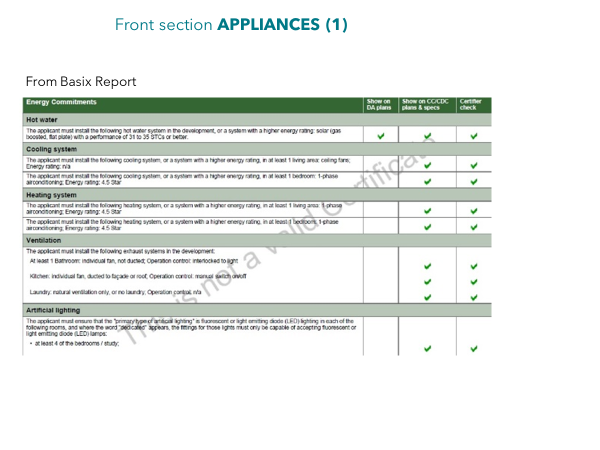 Front section APPLIANCES (1)
From Basix Report
Energy Commitments
Show on DA plans
Show on CC/CDC plans & specs
Certifier check
Hot water
The applicant must install the following hot water system in the development, or a system with a higher energy rating: solar (gas
boosted, flat plate) with a performance of 31 to 35 STCs or better.
Cooling system
The applicant must install the following cooling system, or a system with a higher energy rating, in at least 1 living area: ceiling fans;
Energy rating: n/a
The applicant must install the following cooling system, or a system with a higher energy rating, in at least 1 bedroom: 1-phase
airconditioning; Energy rating: 4.5 Star
Heating system
The applicant must install the following heating system, or a system with a higher energy rating, in at least 1 living area: 1-phase
airconditioning; Energy rating: 4.5 Star
The applicant must install the following heating system, or a system with a higher energy rating, in at least 1 bedroom: 1-phase
airconditioning; Energy rating: 4.5 Star
Ventilation
The applicant must install the following exhaust systems in the development:
At least 1 Bathroom: individual fan, not ducted; Operation control: interlocked to light
Kitchen: individual fan, ducted to façade or roof; Operation control: manual switch on/off
Laundry: natural ventilation only, or no laundry; Operation control: n/a
Artificial lighting
The applicant must ensure that the "primary type of artificial lighting" is fluorescent or light emitting diode (LED) lighting in each of the
following rooms, and where the word "dedicated" appears, the fittings for those lights must only be capable of accepting fluorescent or
light emitting diode (LED) lamps:
• at least 4 of the bedrooms / study;
This is not a valid Certificate